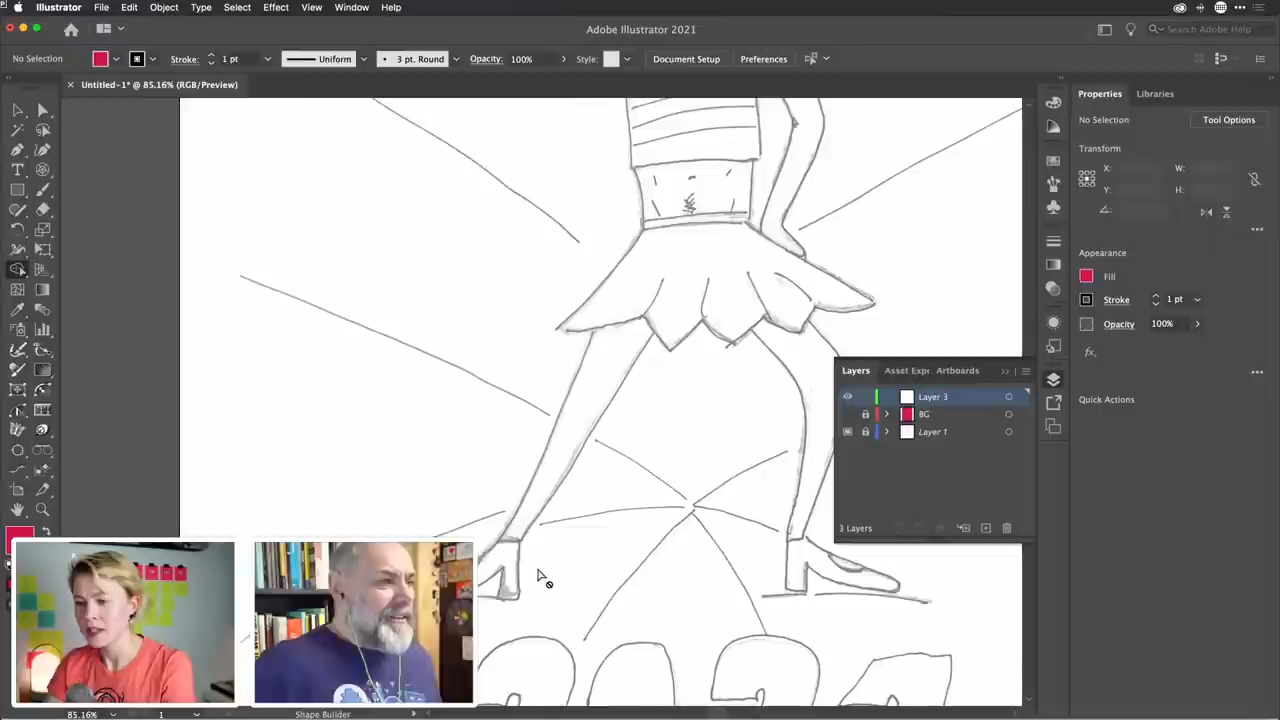 Illustrator File Edit Object Type Select Effect View Window Help
Adobe Illustrator 2021
Search Adobe Help
No Selection Stroke: 1 pt Uniform 3 pt. Round Opacity: 100% Style: Document Setup Preferences
Untitled-1* @ 85.16% (RGB/Preview)
Properties Libraries
No Selection Tool Options
Transform
X: W:
Y: H:
Appearance
Fill
Stroke 1 pt
Opacity 100%
fx
Quick Actions
Layers Asset Exp Artboards
Layer 3
BG
Layer 1
3 Layers
85.16% 1 Shape Builder